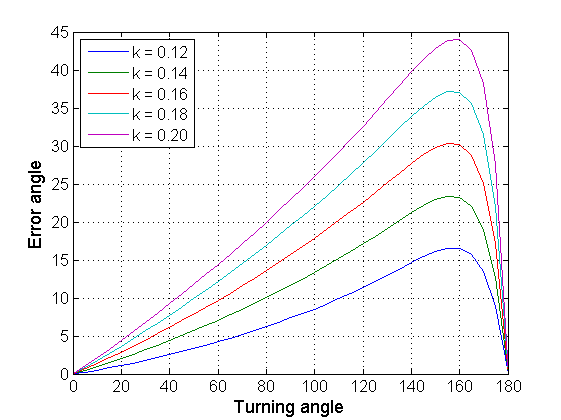 45
40
35
30
25
20
15
10
5
0
Error angle
k = 0.12
k = 0.14
k = 0.16
k = 0.18
k = 0.20
0 20 40 60 80 100 120 140 160 180
Turning angle